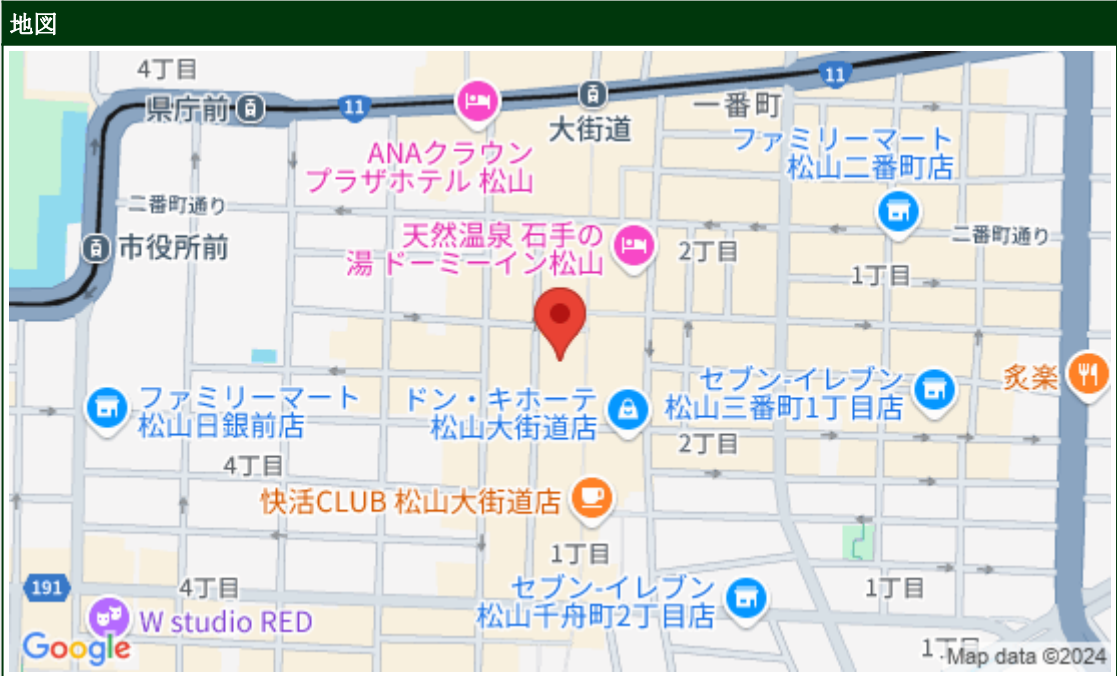 地図
4丁目
11
県庁前
11
大街道
一番町
ANAクラウン
プラザホテル 松山
ファミリーマート
松山二番町店
二番町通り
市役所前
天然温泉 石手の
湯 ドーミーイン松山
2丁目
二番町通り
1丁目
ファミリーマート
松山日銀前店
ドン・キホーテ
松山大街道店
セブン-イレブン
松山三番町1丁目店
炙楽
2丁目
4丁目
快活CLUB 松山大街道店
1丁目
191
4丁目
セブン-イレブン
松山千舟町2丁目店
1丁目
W studio RED
Google
1丁目
Map data ©2024